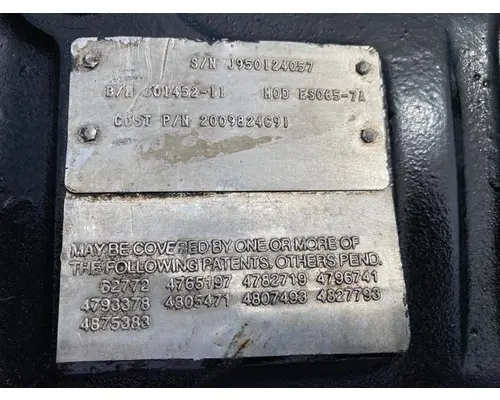 S/N J950124057
B/M MOD ES065-7A
CUST P/N 2009824C91
MAY BE COVERED BY ONE OR MORE OF
THE FOLLOWING PATENTS. OTHERS PEND.
62772 4765197 4782719 4796741
4793378 4805471 4807493 4827793
4875383